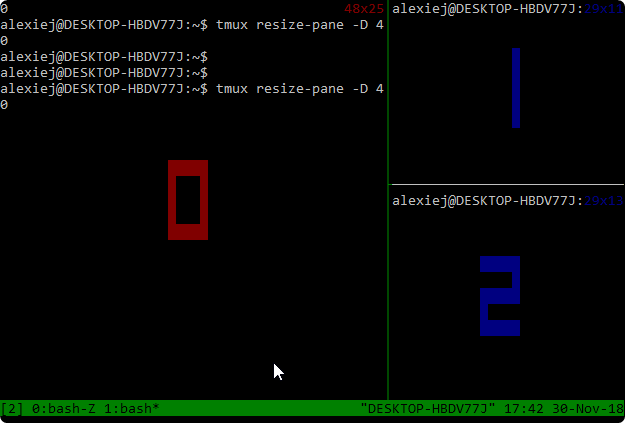 0 48x25
alexiej@DESKTOP-HBDV77J:~$ tmux resize-pane -D 4
0
alexiej@DESKTOP-HBDV77J:~$
alexiej@DESKTOP-HBDV77J:~$
alexiej@DESKTOP-HBDV77J:~$ tmux resize-pane -D 4
0
0
alexiej@DESKTOP-HBDV77J:29x11
1
alexiej@DESKTOP-HBDV77J:29x13
2
[2] 0:bash-Z 1:bash* "DESKTOP-HBDV77J" 17:42 30-Nov-18